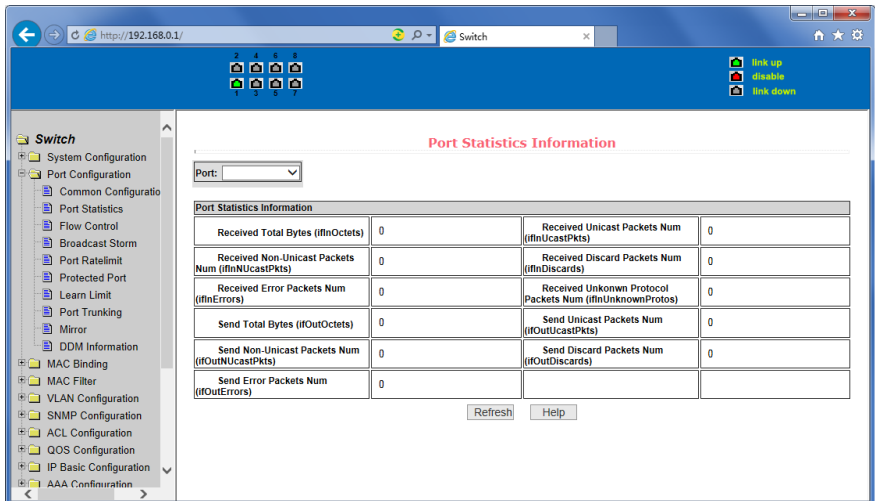 http://192.168.0.1/
Switch
2 4 6 8
1 3 5 7
link up
disable
link down
Switch
System Configuration
Port Configuration
Common Configuratio
Port Statistics
Flow Control
Broadcast Storm
Port Ratelimit
Protected Port
Learn Limit
Port Trunking
Mirror
DDM Information
MAC Binding
MAC Filter
VLAN Configuration
SNMP Configuration
ACL Configuration
QOS Configuration
IP Basic Configuration
AAA Configuration
Port Statistics Information
Port:
Port Statistics Information
Received Total Bytes (ifInOctets) 0 Received Unicast Packets Num
(ifInUcastPkts) 0
Received Non-Unicast Packets
Num (ifInNUcastPkts) 0 Received Discard Packets Num
(ifInDiscards) 0
Received Error Packets Num
(ifInErrors) 0 Received Unkonwn Protocol
Packets Num (ifInUnknownProtos) 0
Send Total Bytes (ifOutOctets) 0 Send Unicast Packets Num
(ifOutUcastPkts) 0
Send Non-Unicast Packets Num
(ifOutNUcastPkts) 0 Send Discard Packets Num
(ifOutDiscards) 0
Send Error Packets Num
(ifOutErrors) 0
Refresh Help